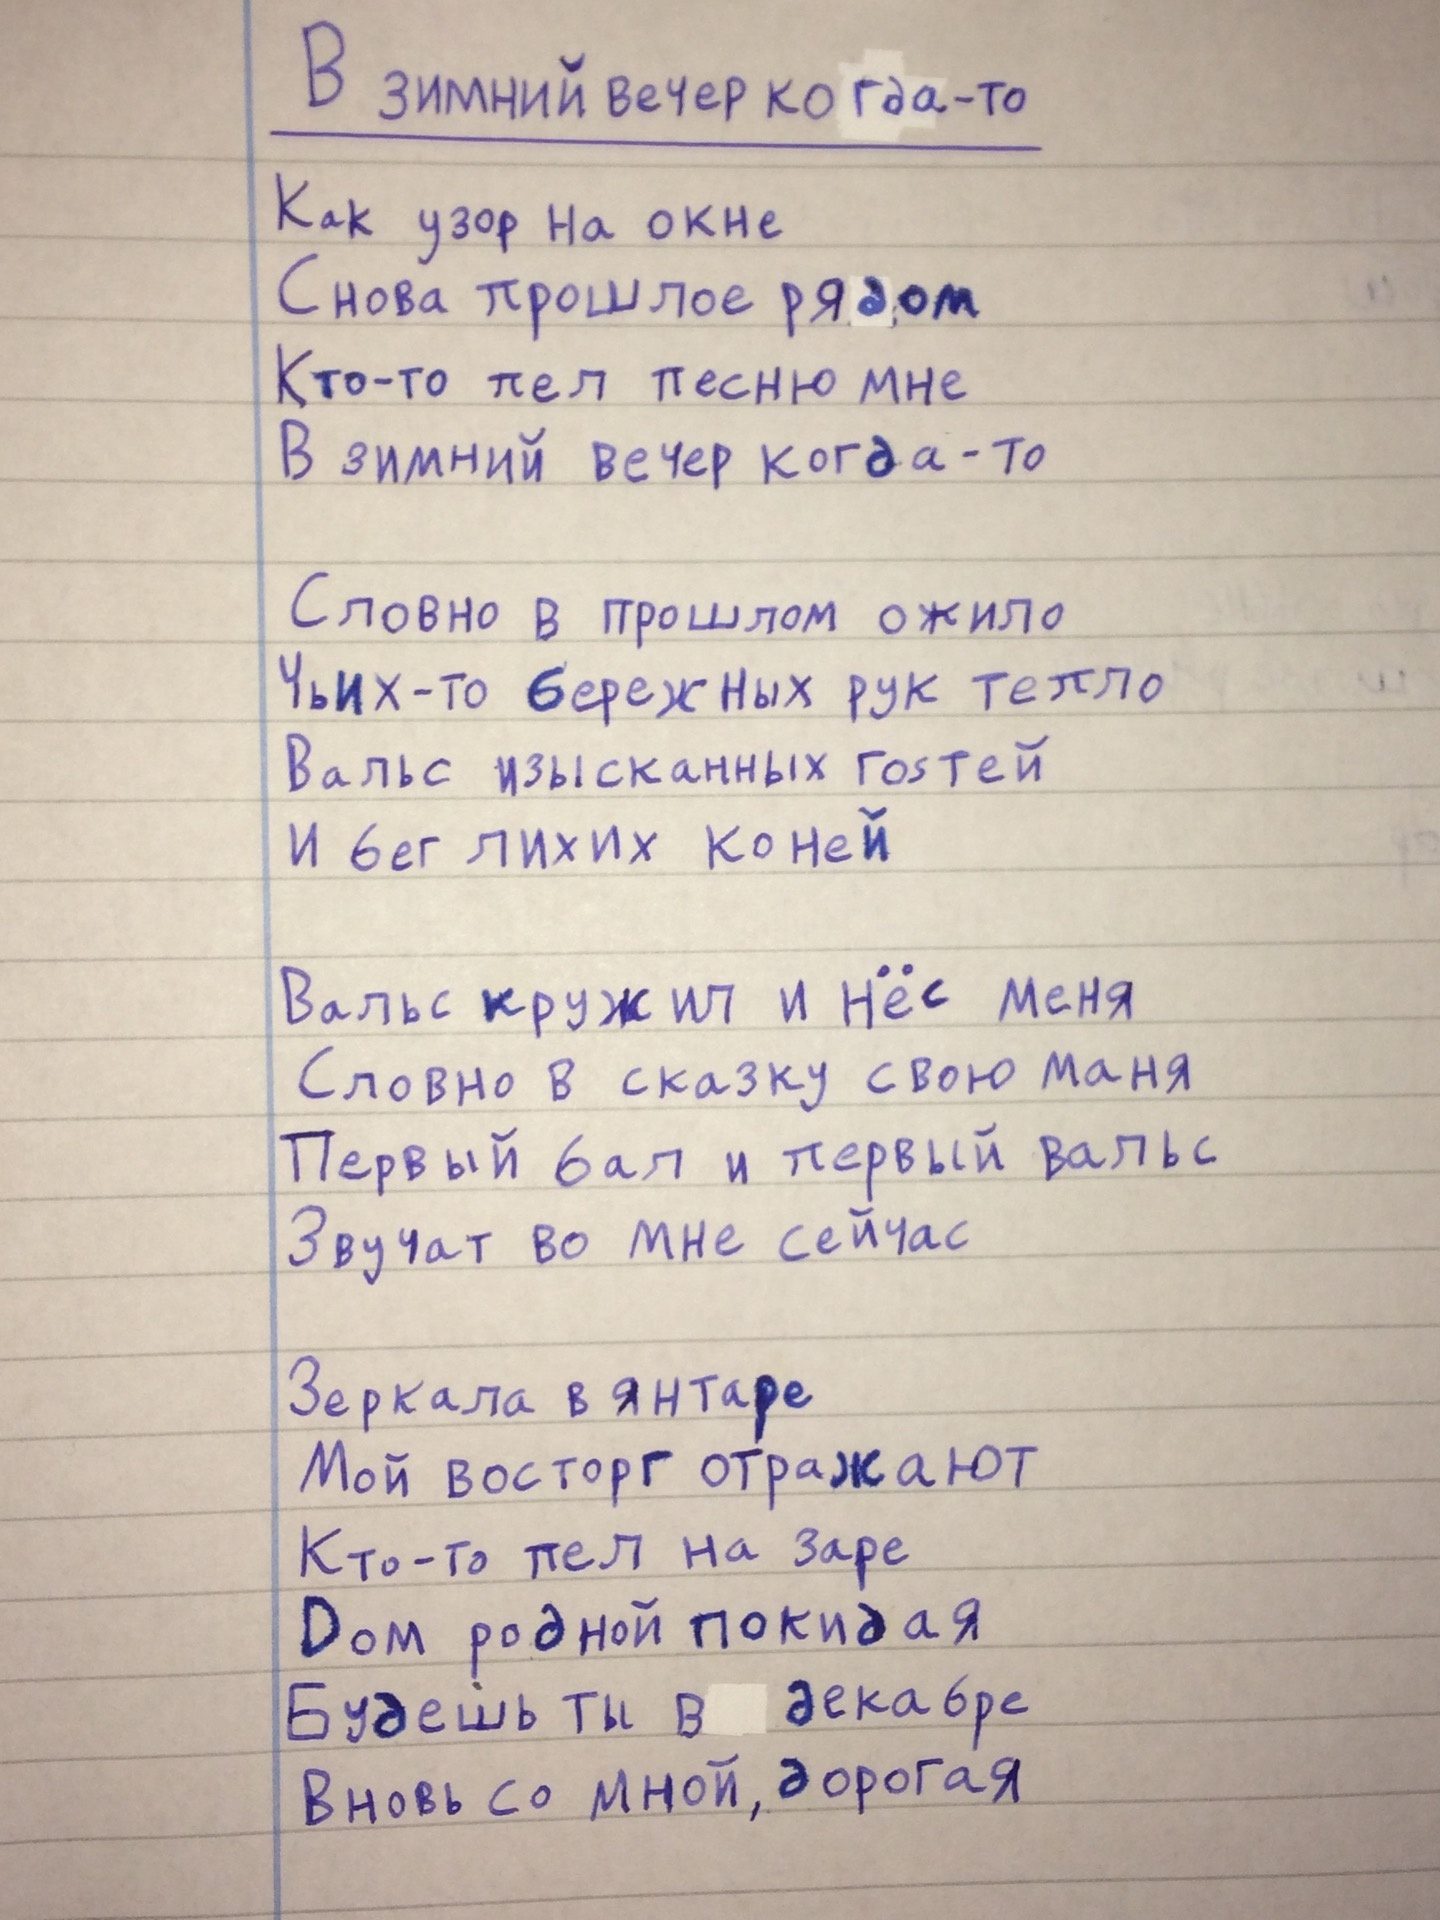 В зимний вечер когда-то
Как узор на окне
Снова прошлое рядом
Кто-то пел песню мне
В зимний вечер когда-то
Словно в прошлом ожило
Чьих-то бережных рук тепло
Вальс изысканных гоsтей
И бег лихих коней
Вальс кружил и нёс меня
Словно в сказку свою маня
Первый бал и первый вальс
Звучат во мне сейчас
Зеркала в янтаре
Мой восторг отражают
Кто-то пел на заре
Dом родной покидая
Будешь ты в декабре
Вновь со мной, дорогая